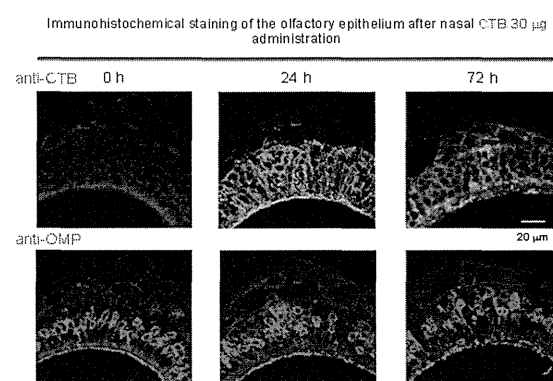 Immunohistochemical staining of the olfactory epithelium after nasal CTB 30 µg
administration
anti-CTB 0 h 24 h 72 h
anti-OMP 20 µm